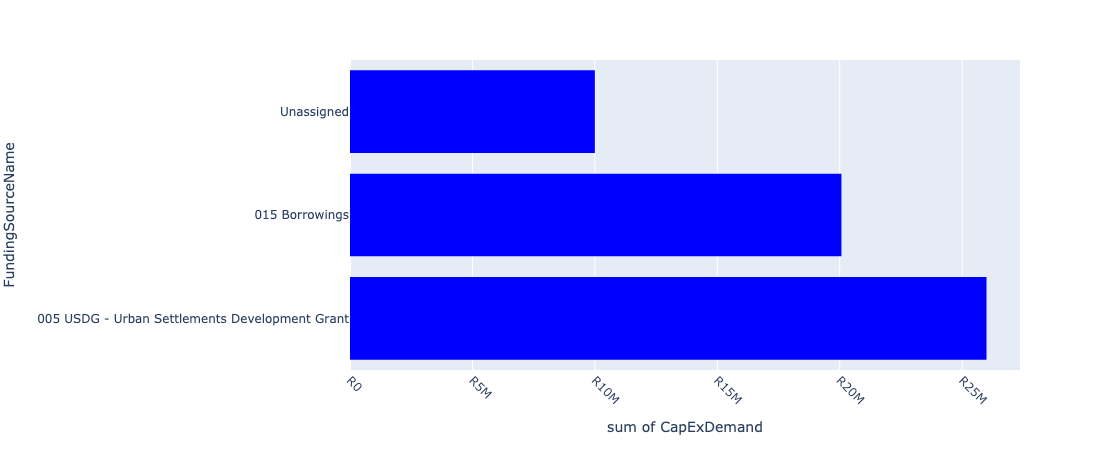 FundingSourceName
Unassigned
015 Borrowings
005 USDG - Urban Settlements Development Grant
R0
R5M
R10M
R15M
R20M
R25M
sum of CapExDemand